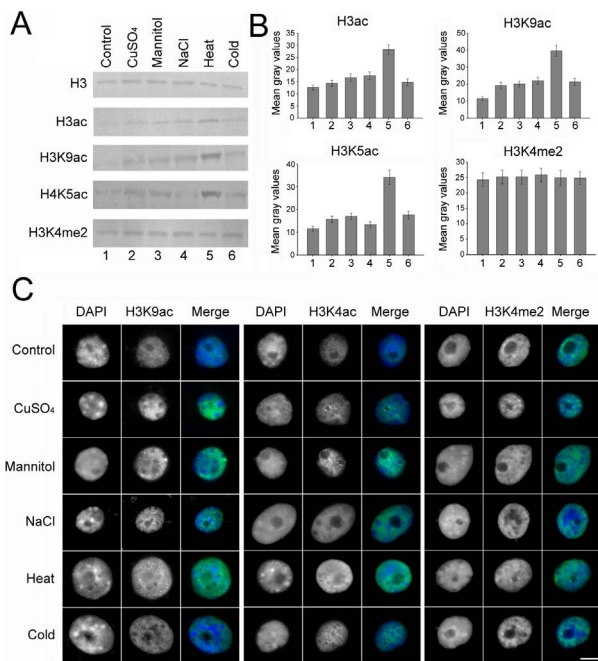 A
Control
CuSO₄
Mannitol
NaCl
Heat
Cold
H3
H3ac
H3K9ac
H4K5ac
H3K4me2
1 2 3 4 5 6
B
H3ac
Mean gray values
35
30
25
20
15
10
5
0
1 2 3 4 5 6
H3K9ac
Mean gray values
50
40
30
20
10
0
1 2 3 4 5 6
H3K5ac
Mean gray values
40
30
20
10
0
1 2 3 4 5 6
H3K4me2
Mean gray values
30
25
20
15
10
5
0
1 2 3 4 5 6
C
DAPI H3K9ac Merge DAPI H3K4ac Merge DAPI H3K4me2 Merge
Control
CuSO₄
Mannitol
NaCl
Heat
Cold